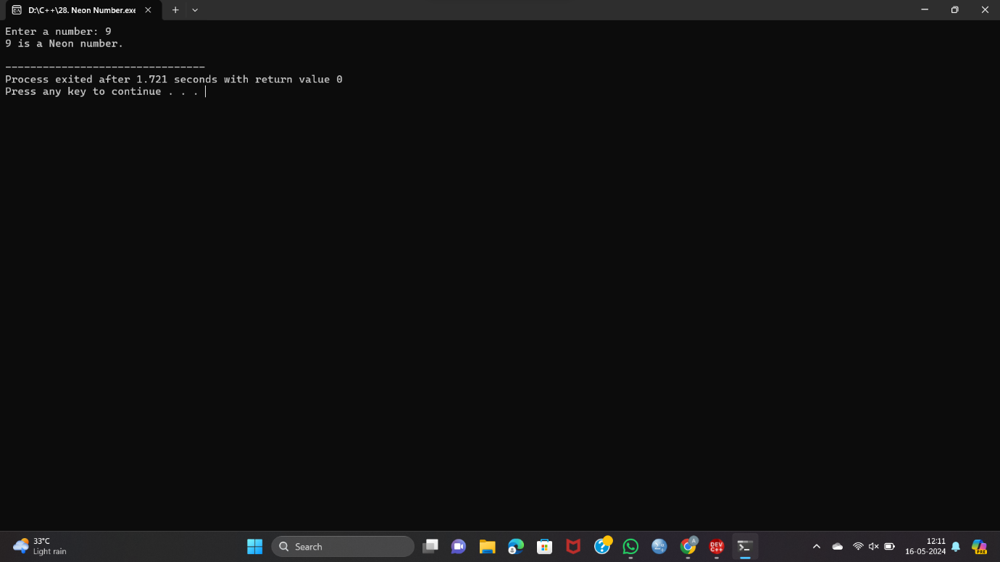 D:\C++\28. Neon Number.exe
Enter a number: 9
9 is a Neon number.
--------------------------------
Process exited after 1.721 seconds with return value 0
Press any key to continue . . .
33°C
Light rain
Search
A
DEV
C++
12:11
16-05-2024
PRE